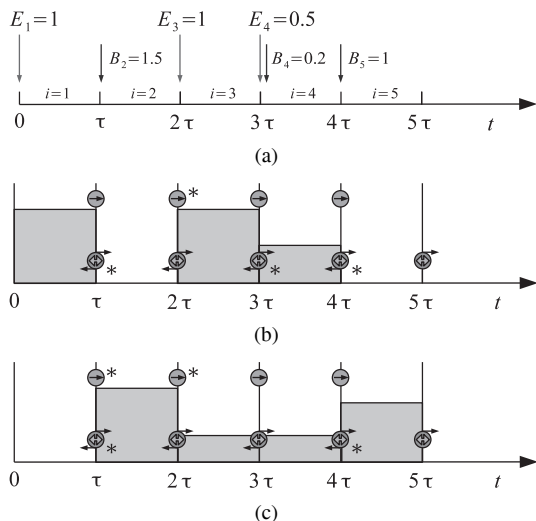 E₁=1 E₃=1 E₄=0.5
B₂=1.5 B₄=0.2 B₅=1
i=1 i=2 i=3 i=4 i=5
0 τ 2τ 3τ 4τ 5τ t
(a)
* 
* * *
0 τ 2τ 3τ 4τ 5τ t
(b)
* *
* *
0 τ 2τ 3τ 4τ 5τ t
(c)